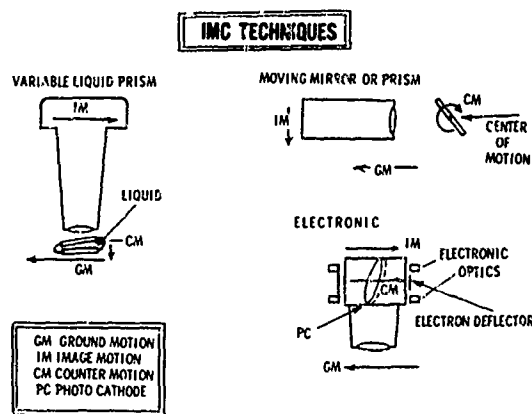 IMC TECHNIQUES
VARIABLE LIQUID PRISM
IM
LIQUID
CM
GM
MOVING MIRROR OR PRISM
IM
CM
CENTER
OF
MOTION
GM
ELECTRONIC
IM
ELECTRONIC
OPTICS
CM
ELECTRON DEFLECTOR
PC
GM
GM GROUND MOTION
IM IMAGE MOTION
CM COUNTER MOTION
PC PHOTO CATHODE